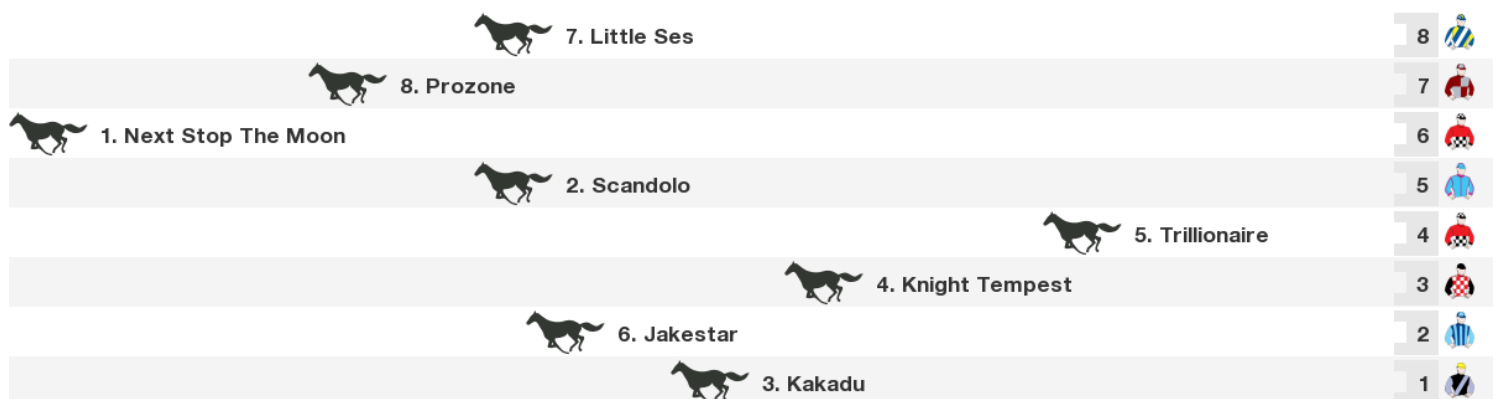 7. Little Ses 8
8. Prozone 7
1. Next Stop The Moon 6
2. Scandolo 5
5. Trillionaire 4
4. Knight Tempest 3
6. Jakestar 2
3. Kakadu 1